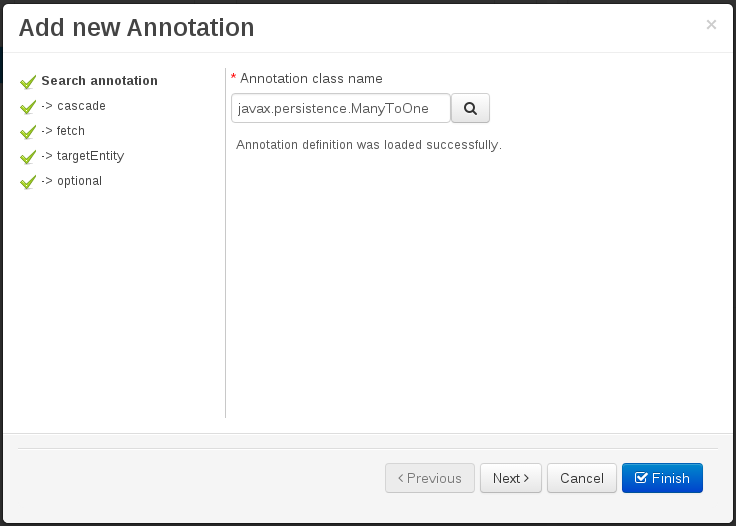 Add new Annotation
×
Search annotation
-> cascade
-> fetch
-> targetEntity
-> optional
* Annotation class name
javax.persistence.ManyToOne
Annotation definition was loaded successfully.
< Previous
Next >
Cancel
Finish